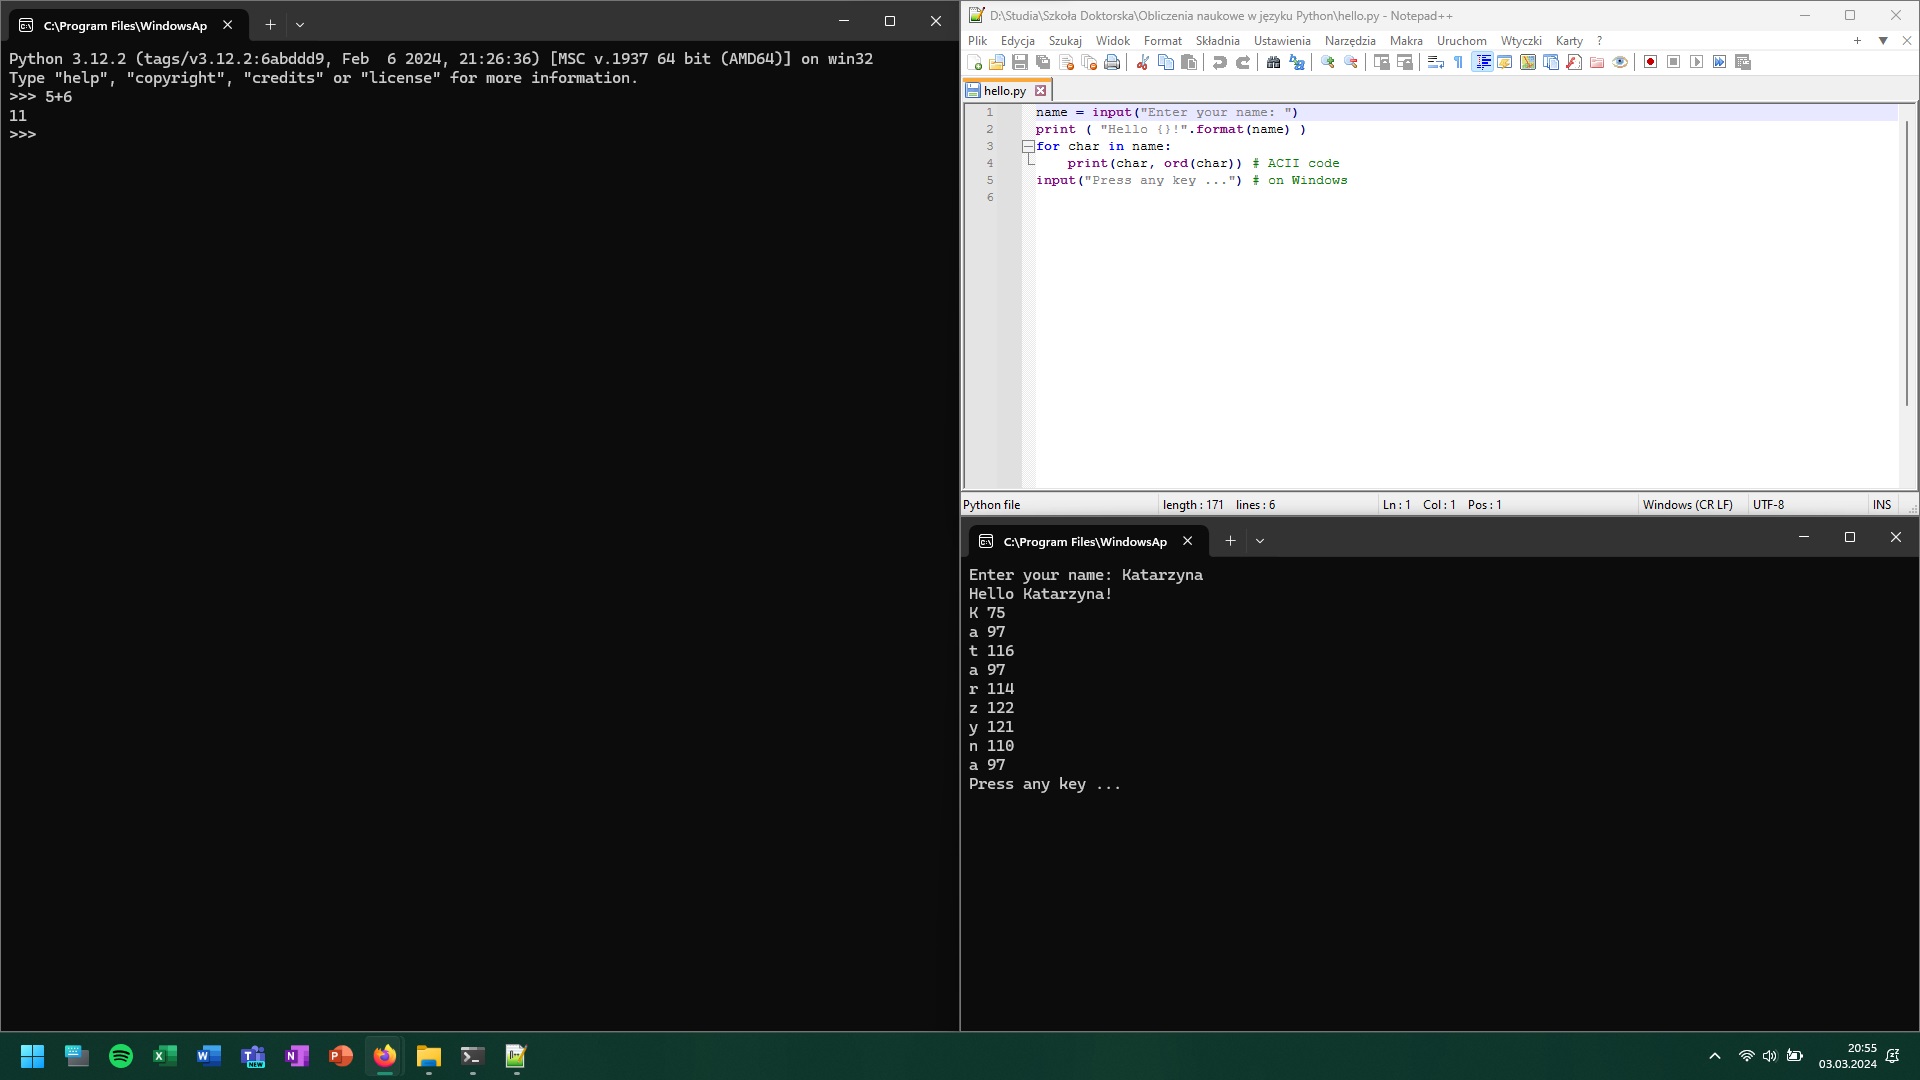 C:\Program Files\WindowsAp
Python 3.12.2 (tags/v3.12.2:6abddd9, Feb  6 2024, 21:26:36) [MSC v.1937 64 bit (AMD64)] on win32
Type "help", "copyright", "credits" or "license" for more information.
>>> 5+6
11
>>>
D:\Studia\Szkoła Doktorska\Obliczenia naukowe w języku Python\hello.py - Notepad++
Plik Edycja Szukaj Widok Format Składnia Ustawienia Narzędzia Makra Uruchom Wtyczki Karty ?
hello.py
1 name = input("Enter your name: ")
2 print ( "Hello {}!".format(name) )
3 for char in name:
4     print(char, ord(char)) # ACII code
5 input("Press any key ...") # on Windows
6
Python file length : 171 lines : 6 Ln : 1 Col : 1 Pos : 1 Windows (CR LF) UTF-8 INS
C:\Program Files\WindowsAp
Enter your name: Katarzyna
Hello Katarzyna!
K 75
a 97
t 116
a 97
r 114
z 122
y 121
n 110
a 97
Press any key ...
20:55
03.03.2024